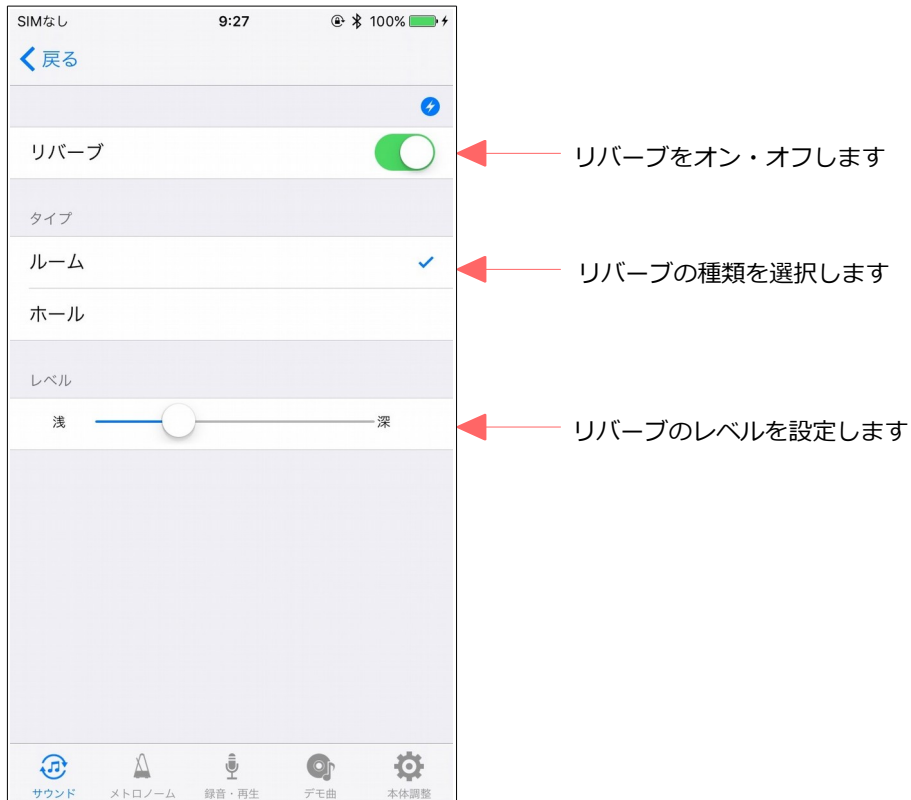 SIMなし 9:27 100%
戻る
リバーブ
リバーブをオン・オフします
タイプ
ルーム
リバーブの種類を選択します
ホール
レベル
浅 深
リバーブのレベルを設定します
サウンド メトロノーム 録音・再生 デモ曲 本体調整